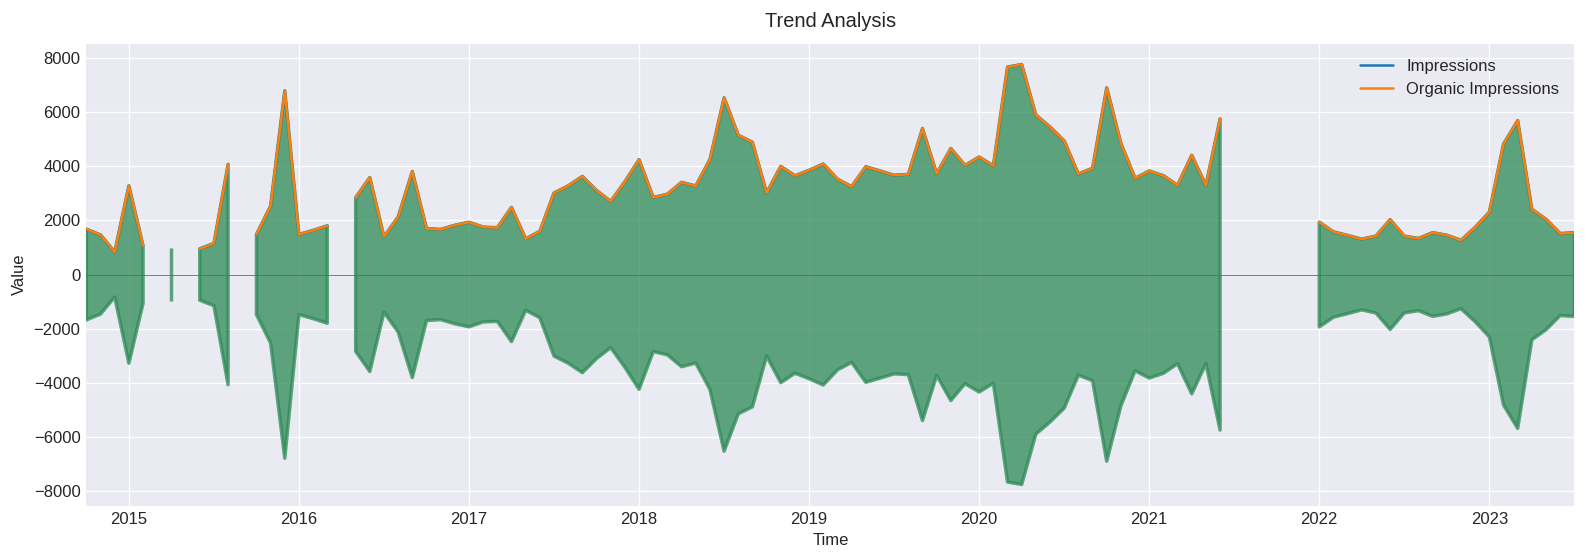 Trend Analysis
Impressions
Organic Impressions
8000
6000
4000
2000
0
−2000
−4000
−6000
−8000
Value
2015 2016 2017 2018 2019 2020 2021 2022 2023
Time